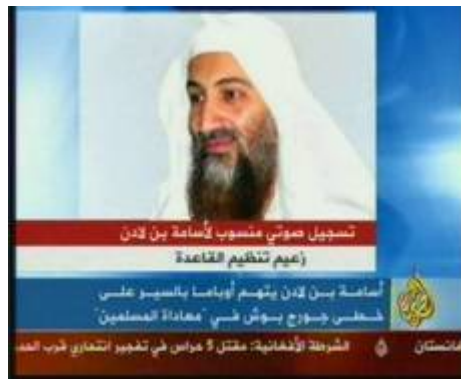 تسجيل صوتي منسوب لأسامة بن لادن
زعيم تنظيم القاعدة
أسامة بن لادن يتهم أوباما بالسير على
خطى جورج بوش في "معاداة المسلمين"
الشرطة الأفغانية: مقتل 5 حراس في تفجير انتحاري قرب